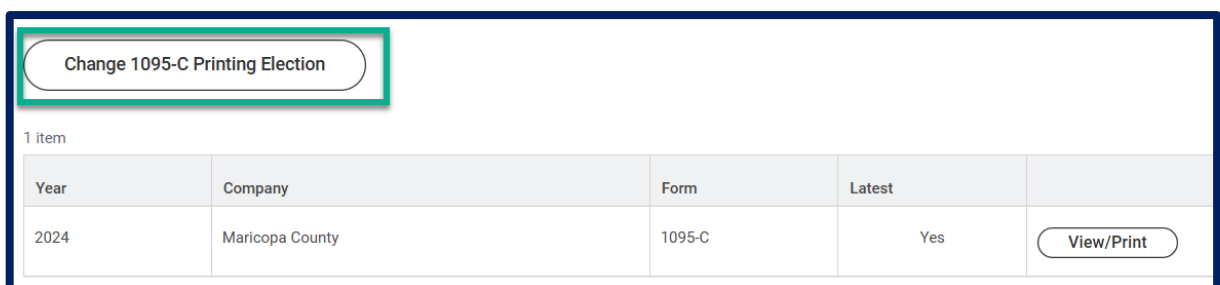 Change 1095-C Printing Election
1 item
Year Company Form Latest
2024 Maricopa County 1095-C Yes View/Print